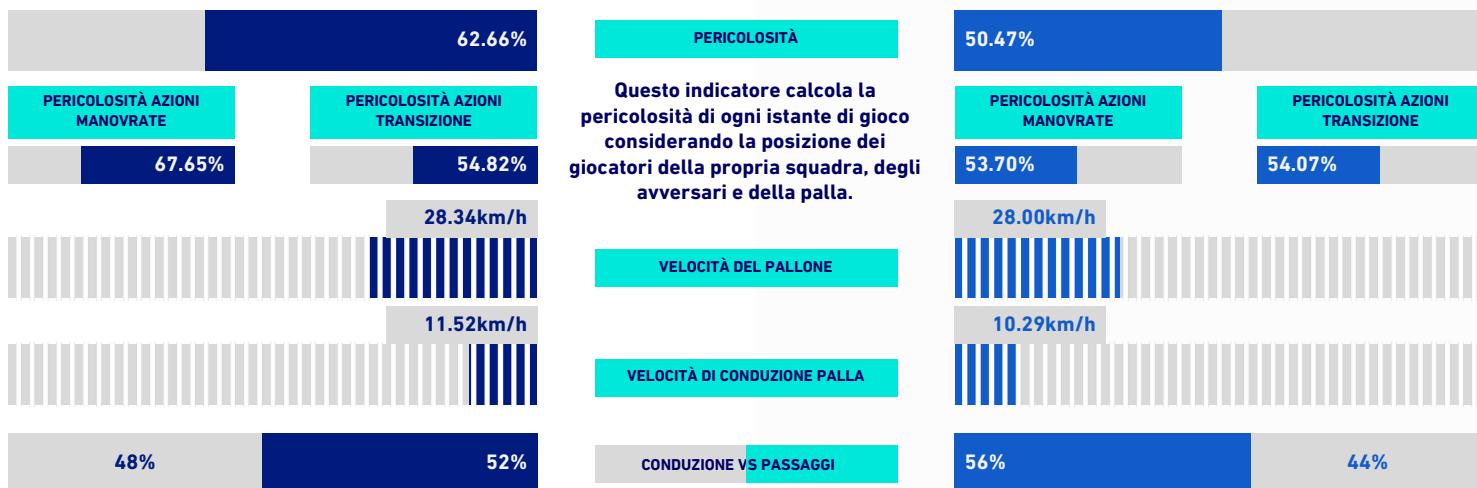 62.66%
PERICOLOSITÀ
50.47%
PERICOLOSITÀ AZIONI
MANOVRATE
67.65%
PERICOLOSITÀ AZIONI
TRANSIZIONE
54.82%
Questo indicatore calcola la
pericolosità di ogni istante di gioco
considerando la posizione dei
giocatori della propria squadra, degli
avversari e della palla.
PERICOLOSITÀ AZIONI
MANOVRATE
53.70%
PERICOLOSITÀ AZIONI
TRANSIZIONE
54.07%
28.34km/h
VELOCITÀ DEL PALLONE
28.00km/h
11.52km/h
VELOCITÀ DI CONDUZIONE PALLA
10.29km/h
48%
52%
CONDUZIONE VS PASSAGGI
56%
44%